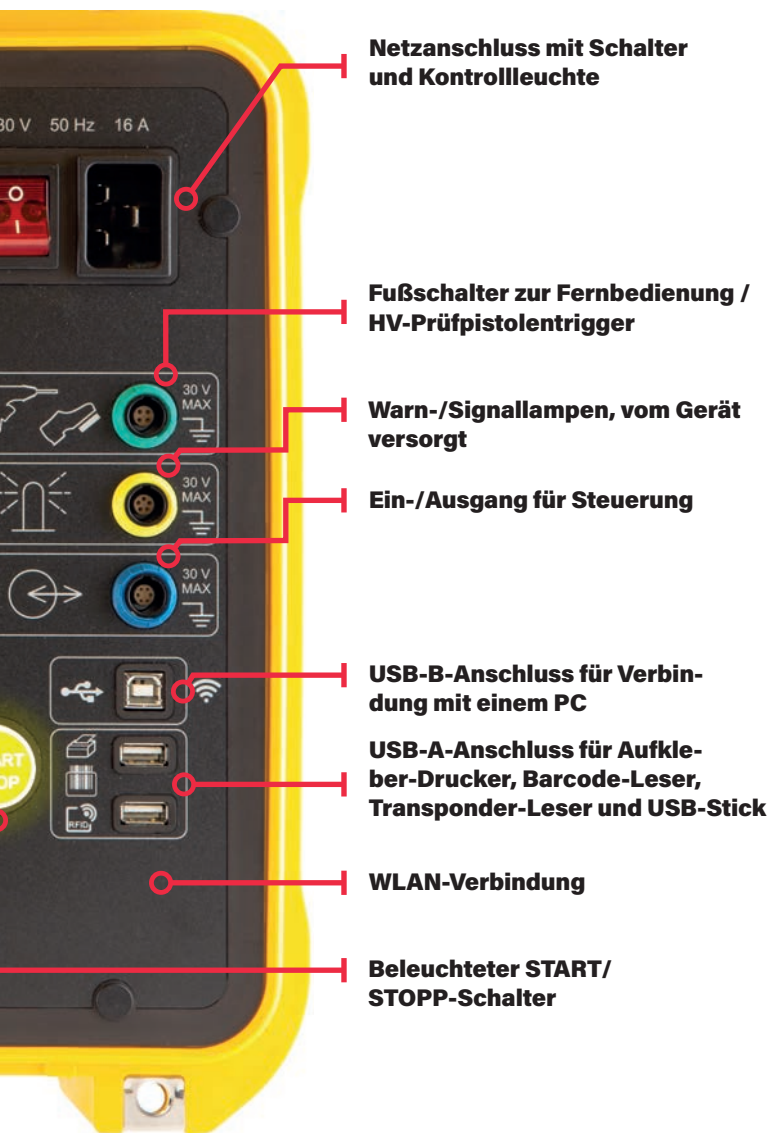 Netzanschluss mit Schalter
und Kontrollleuchte
50 Hz 16 A
O
I
Fußschalter zur Fernbedienung /
HV-Prüfpistolentrigger
30 V
MAX
Warn-/Signallampen, vom Gerät
versorgt
30 V
MAX
Ein-/Ausgang für Steuerung
30 V
MAX
USB-B-Anschluss für Verbin-
dung mit einem PC
USB-A-Anschluss für Aufkle-
ber-Drucker, Barcode-Leser,
Transponder-Leser und USB-Stick
RFID
WLAN-Verbindung
Beleuchteter START/
STOPP-Schalter